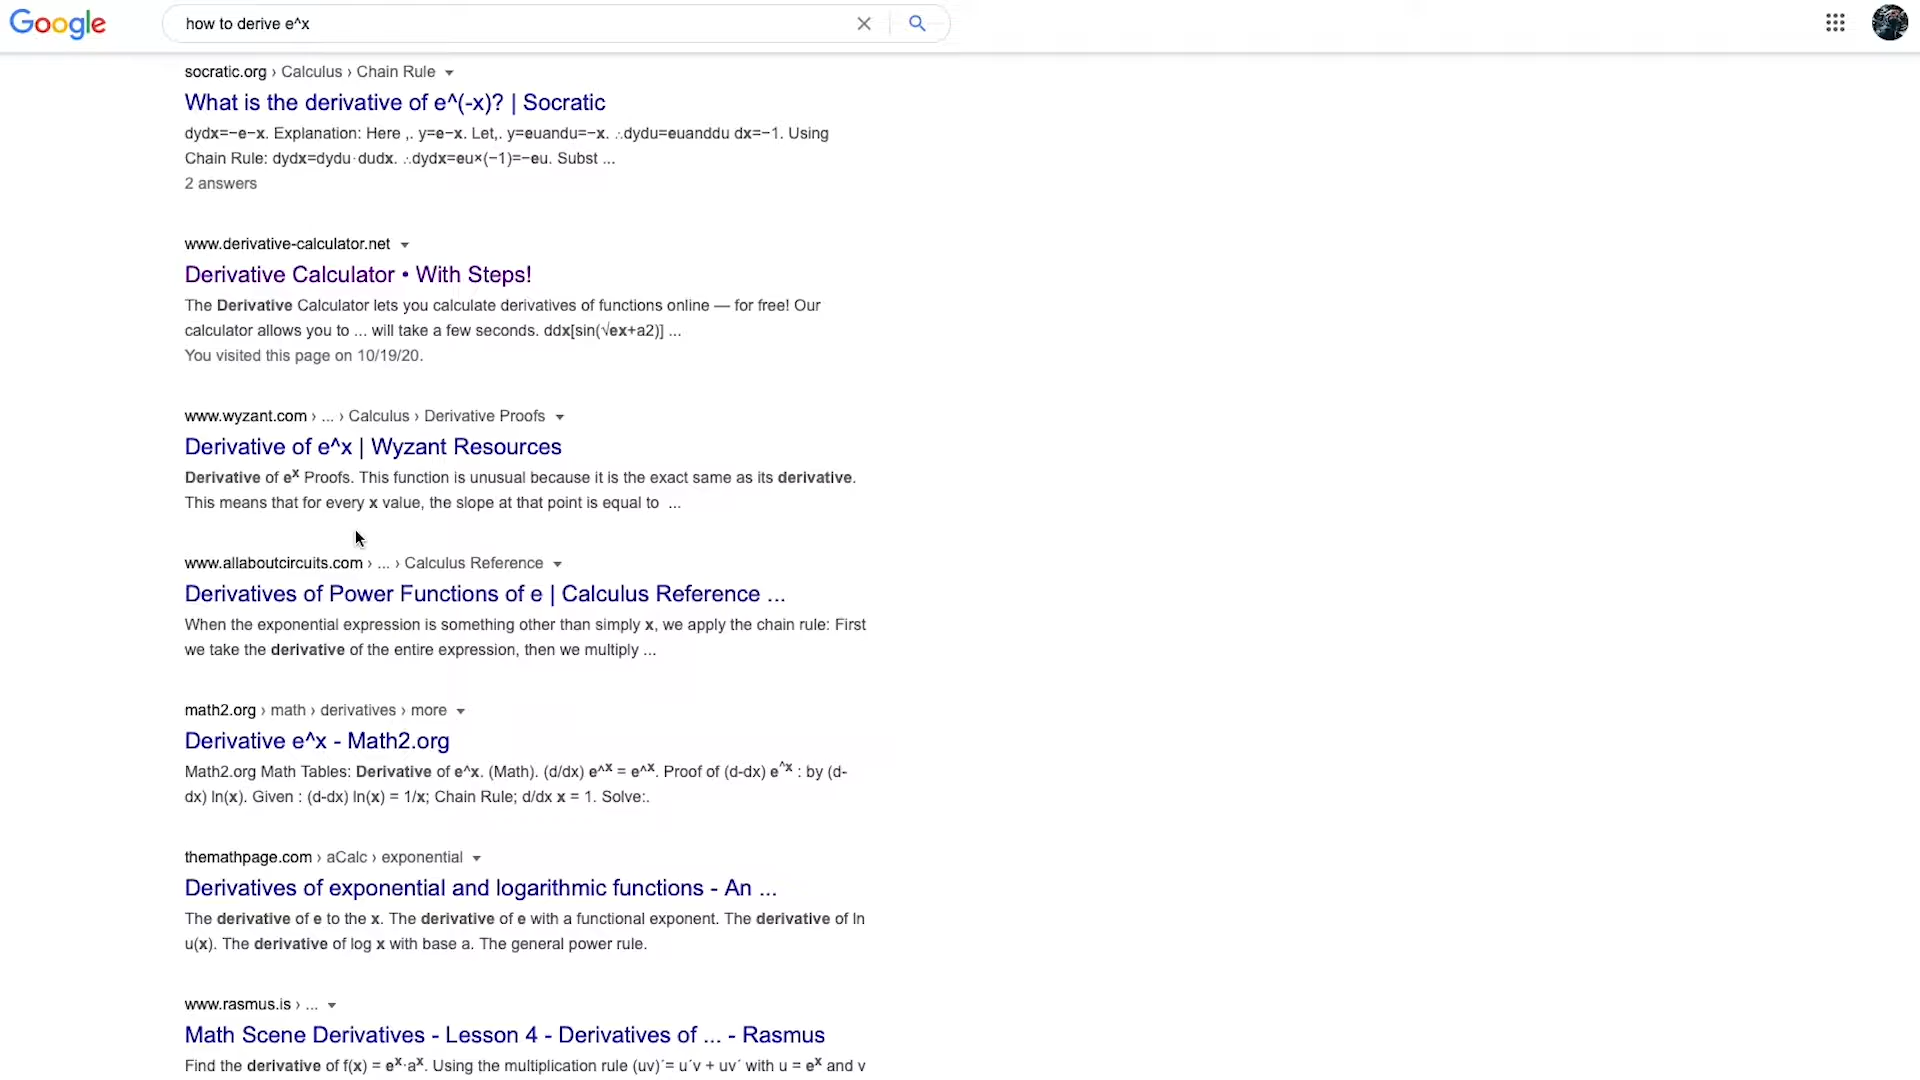 Google
how to derive e^x
socratic.org › Calculus › Chain Rule
What is the derivative of e^(-x)? | Socratic
dydx=−e−x. Explanation: Here ,. y=e−x. Let,. y=euandu=−x. ∴dydu=euanddu dx=−1. Using
Chain Rule: dydx=dydu⋅dudx. ∴dydx=eu×(−1)=−eu. Subst ...
2 answers
www.derivative-calculator.net
Derivative Calculator • With Steps!
The Derivative Calculator lets you calculate derivatives of functions online — for free! Our
calculator allows you to ... will take a few seconds. ddx[sin(√ex+a2)] ...
You visited this page on 10/19/20.
www.wyzant.com › ... › Calculus › Derivative Proofs
Derivative of e^x | Wyzant Resources
Derivative of eˣ Proofs. This function is unusual because it is the exact same as its derivative.
This means that for every x value, the slope at that point is equal to ...
www.allaboutcircuits.com › ... › Calculus Reference
Derivatives of Power Functions of e | Calculus Reference ...
When the exponential expression is something other than simply x, we apply the chain rule: First
we take the derivative of the entire expression, then we multiply ...
math2.org › math › derivatives › more
Derivative e^x - Math2.org
Math2.org Math Tables: Derivative of e^x. (Math). (d/dx) e^x = e^x. Proof of (d-dx) e^x : by (d-
dx) ln(x). Given : (d-dx) ln(x) = 1/x; Chain Rule; d/dx x = 1. Solve:.
themathpage.com › aCalc › exponential
Derivatives of exponential and logarithmic functions - An ...
The derivative of e to the x. The derivative of e with a functional exponent. The derivative of ln
u(x). The derivative of log x with base a. The general power rule.
www.rasmus.is › ...
Math Scene Derivatives - Lesson 4 - Derivatives of ... - Rasmus
Find the derivative of f(x) = eˣ·aˣ. Using the multiplication rule (uv)´= u´v + uv´ with u = eˣ and v